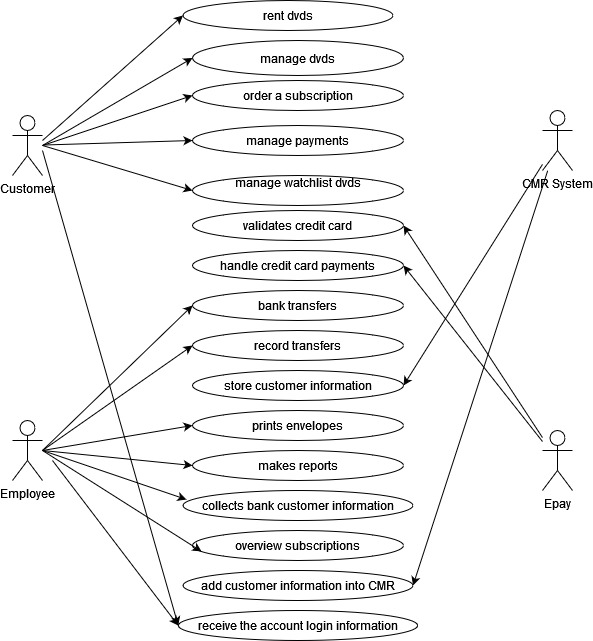 rent dvds
manage dvds
order a subscription
manage payments
Customer
manage watchlist dvds
CMR System
validates credit card
handle credit card payments
bank transfers
record transfers
store customer information
prints envelopes
makes reports
Employee
collects bank customer information
Epay
overview subscriptions
add customer information into CMR
receive the account login information